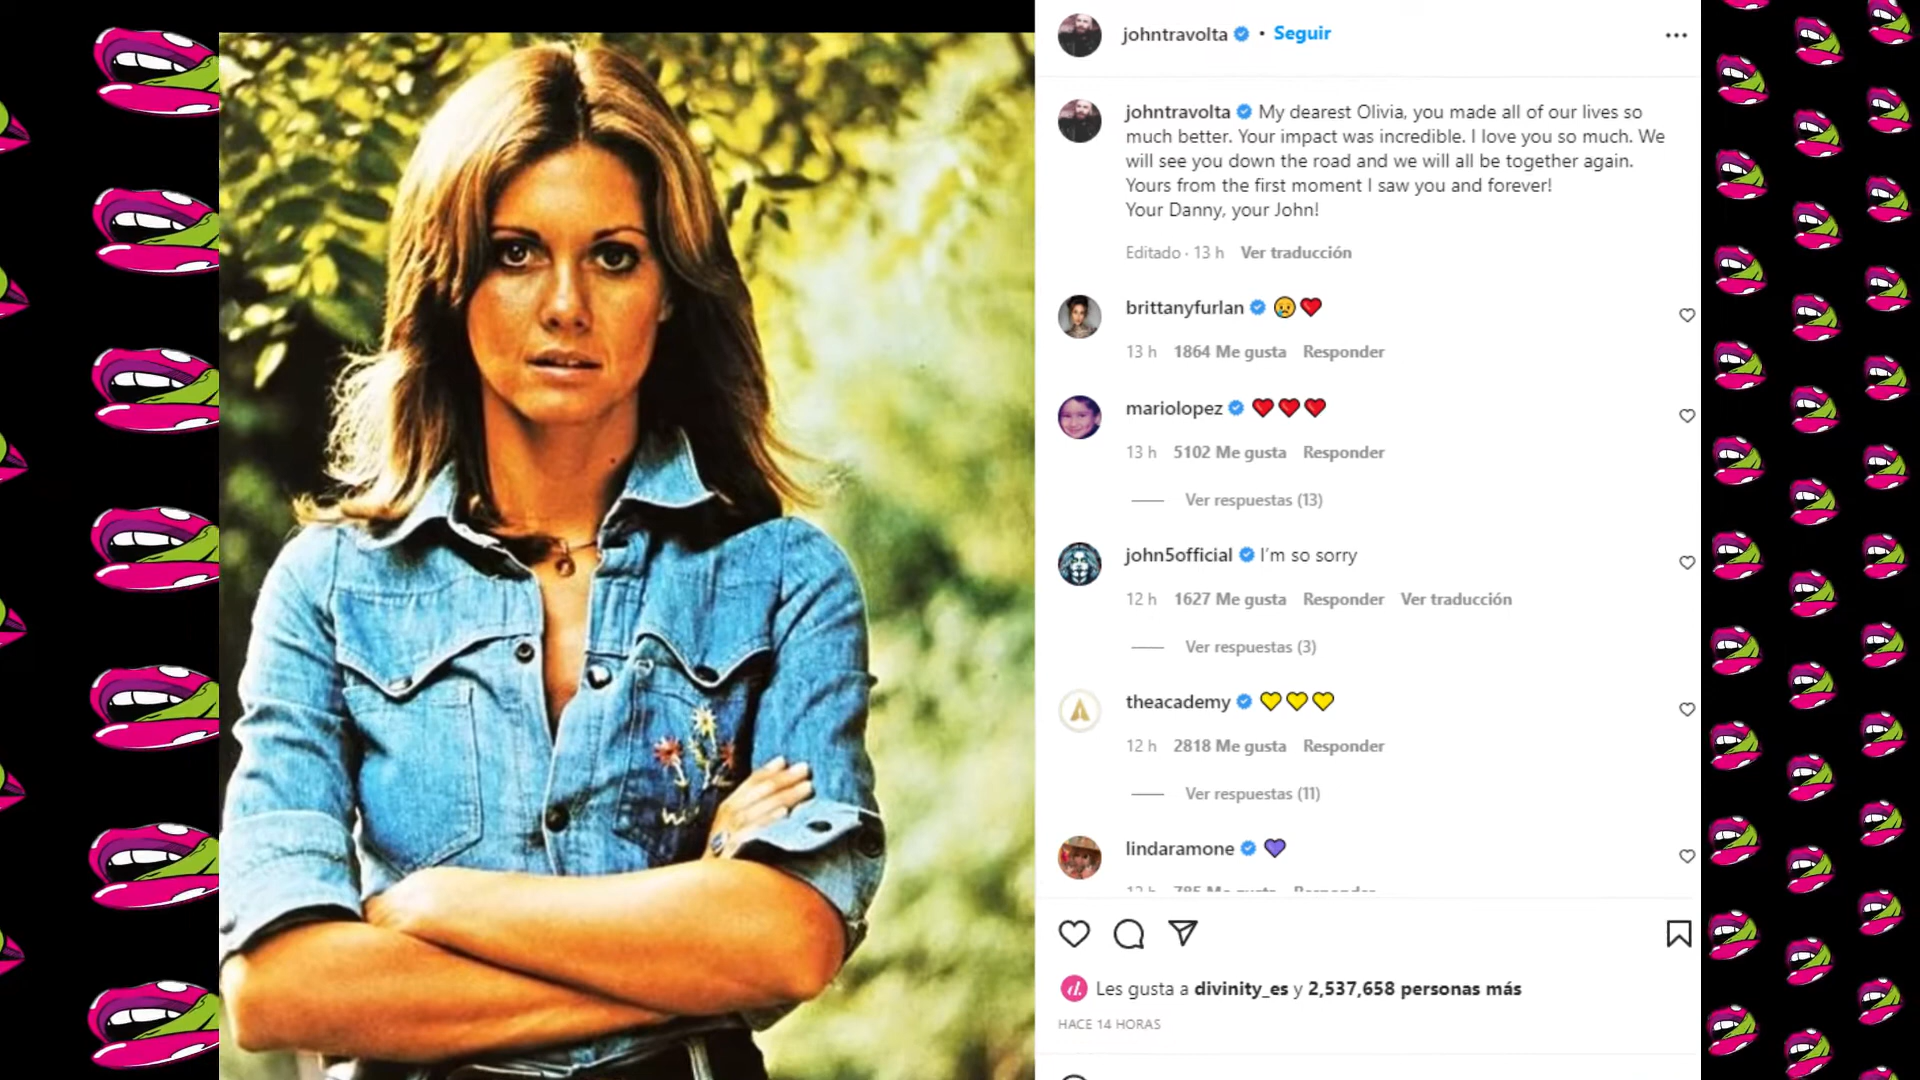 johntravolta • Seguir
johntravolta My dearest Olivia, you made all of our lives so
much better. Your impact was incredible. I love you so much. We
will see you down the road and we will all be together again.
Yours from the first moment I saw you and forever!
Your Danny, your John!
Editado · 13 h Ver traducción
brittanyfurlan 😢❤️
13 h 1864 Me gusta Responder
mariolopez ❤️❤️❤️
13 h 5102 Me gusta Responder
Ver respuestas (13)
john5official I'm so sorry
12 h 1627 Me gusta Responder Ver traducción
Ver respuestas (3)
theacademy 💛💛💛
12 h 2818 Me gusta Responder
Ver respuestas (11)
lindaramone 💜
12 h 785 Me gusta Responder
d. Les gusta a divinity_es y 2,537,658 personas más
HACE 14 HORAS